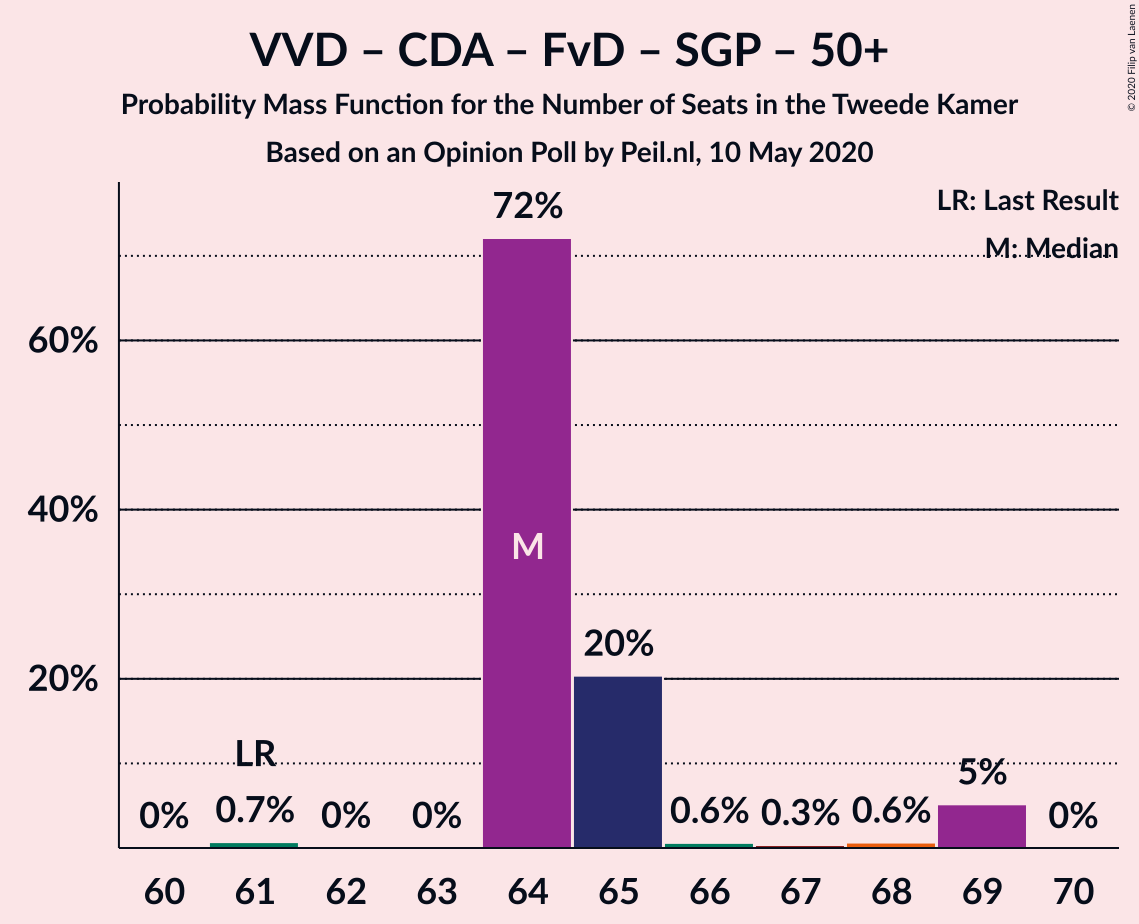 VVD – CDA – FvD – SGP – 50+
Probability Mass Function for the Number of Seats in the Tweede Kamer
Based on an Opinion Poll by Peil.nl, 10 May 2020
© 2020 Filip van Laenen
LR: Last Result
M: Median
72%
60%
40%
M
20%
20%
LR
0% 0.7% 0% 0% 0.6% 0.3% 0.6% 5% 0%
60 61 62 63 64 65 66 67 68 69 70